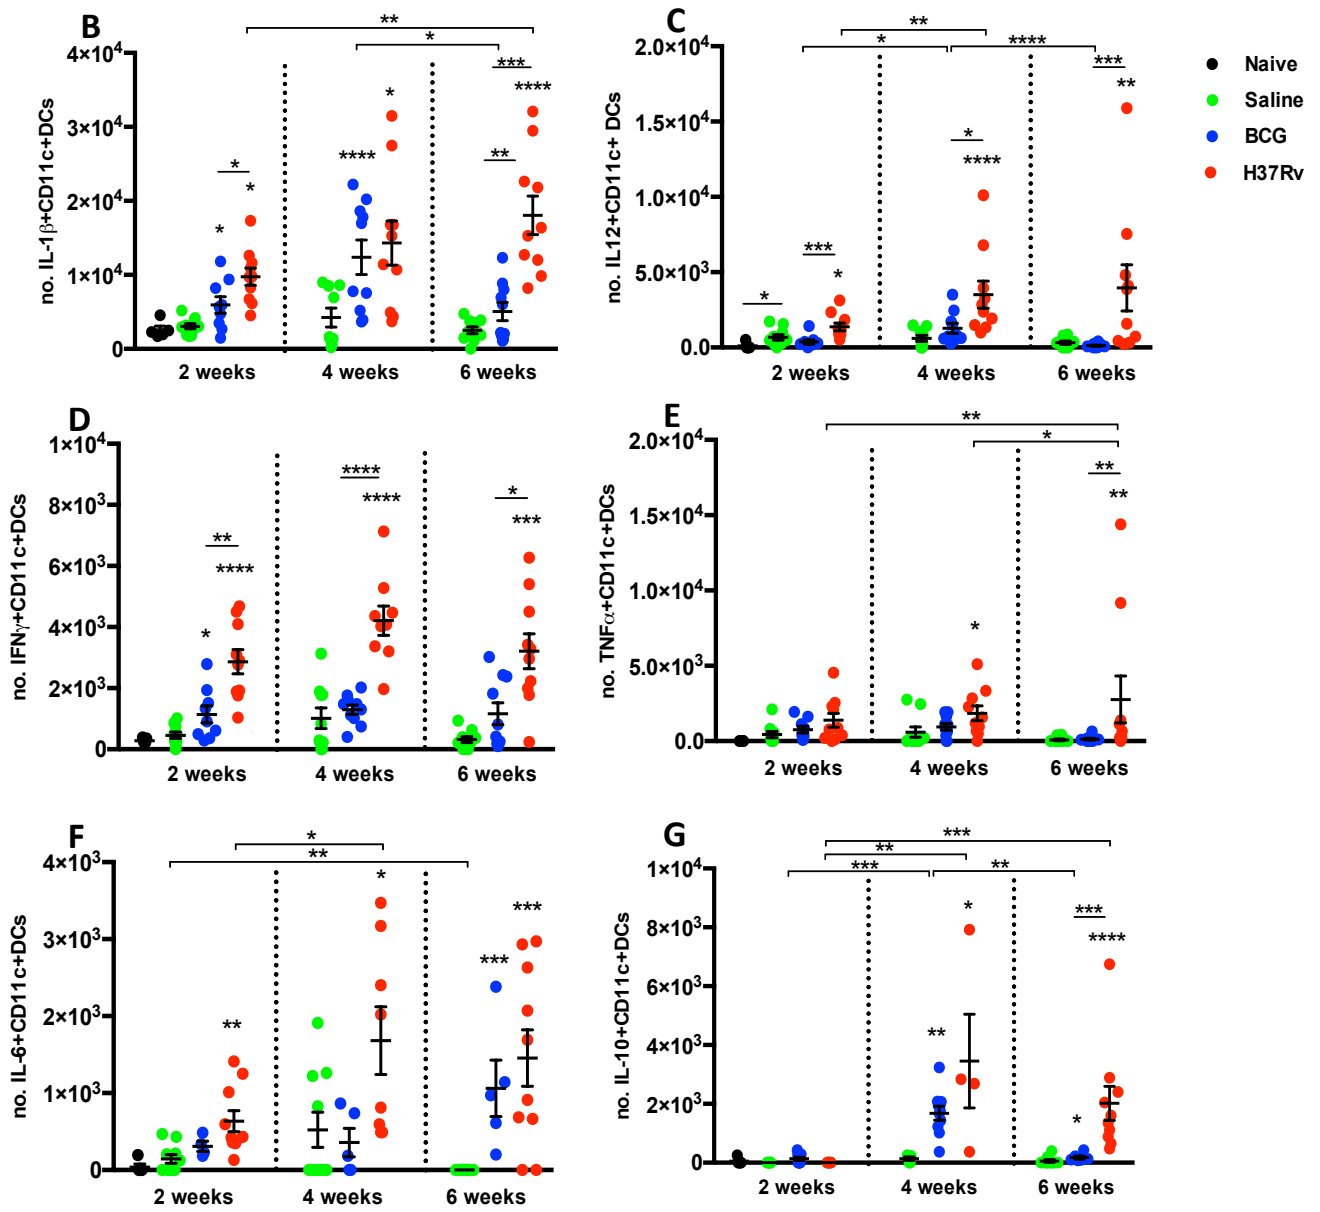 B
**
*
***
****
*
****
**
*
*
*
4×10⁴
3×10⁴
2×10⁴
1×10⁴
0
no. IL-1β+CD11c+DCs
2 weeks
4 weeks
6 weeks
C
**
*
****
***
**
*
****
***
*
*
2.0×10⁴
1.5×10⁴
1.0×10⁴
5.0×10³
0.0
no. IL12+CD11c+ DCs
2 weeks
4 weeks
6 weeks
Naive
Saline
BCG
H37Rv
D
****
****
*
***
**
****
*
1×10⁴
8×10³
6×10³
4×10³
2×10³
0
no. IFNγ+CD11c+DCs
2 weeks
4 weeks
6 weeks
E
**
*
**
**
*
2.0×10⁴
1.5×10⁴
1.0×10⁴
5.0×10³
0.0
no. TNFα+CD11c+DCs
2 weeks
4 weeks
6 weeks
F
*
**
*
***
***
**
4×10³
3×10³
2×10³
1×10³
0
no. IL-6+CD11c+DCs
2 weeks
4 weeks
6 weeks
G
***
**
***
**
*
***
****
**
*
1×10⁴
8×10³
6×10³
4×10³
2×10³
0
no. IL-10+CD11c+DCs
2 weeks
4 weeks
6 weeks